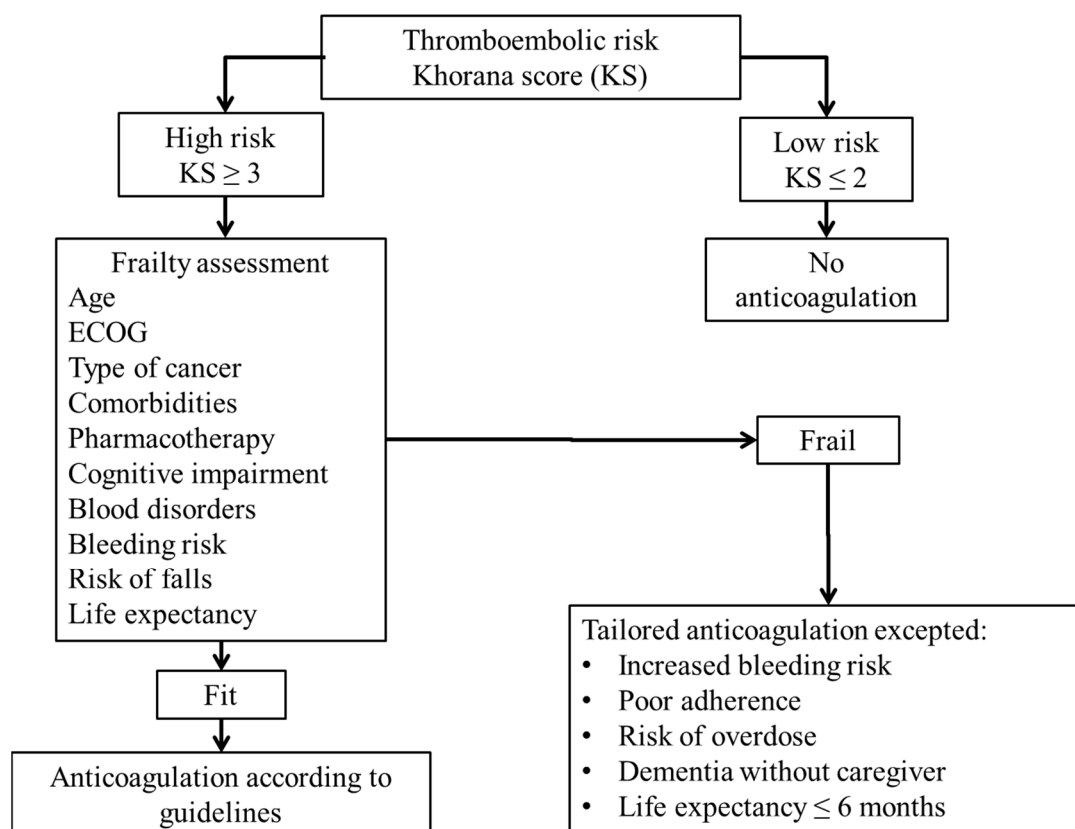 Thromboembolic risk
Khorana score (KS)
High risk
KS ≥ 3
Low risk
KS ≤ 2
Frailty assessment
Age
ECOG
Type of cancer
Comorbidities
Pharmacotherapy
Cognitive impairment
Blood disorders
Bleeding risk
Risk of falls
Life expectancy
No
anticoagulation
Frail
Fit
Anticoagulation according to
guidelines
Tailored anticoagulation excepted:
• Increased bleeding risk
• Poor adherence
• Risk of overdose
• Dementia without caregiver
• Life expectancy ≤ 6 months